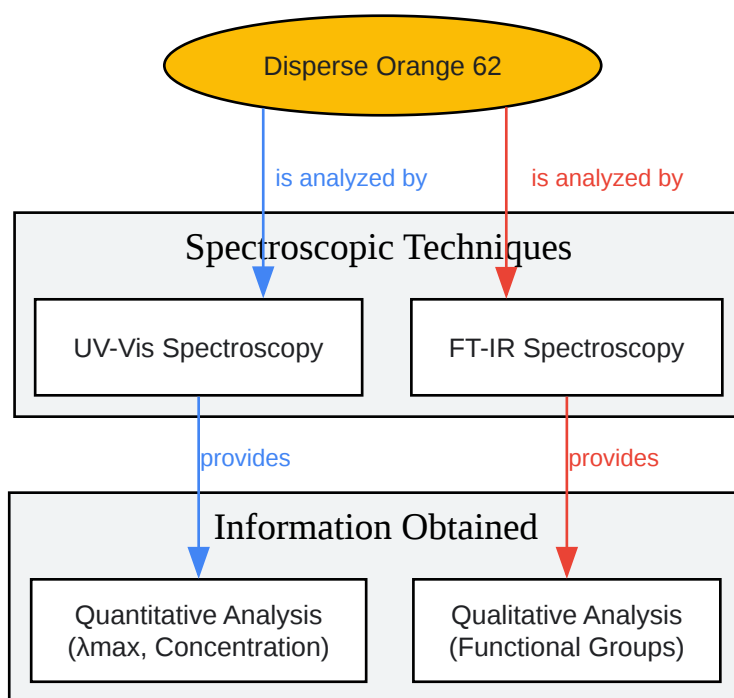 Disperse Orange 62
is analyzed by
is analyzed by
Spectroscopic Techniques
UV-Vis Spectroscopy
FT-IR Spectroscopy
provides
provides
Information Obtained
Quantitative Analysis
(λmax, Concentration)
Qualitative Analysis
(Functional Groups)